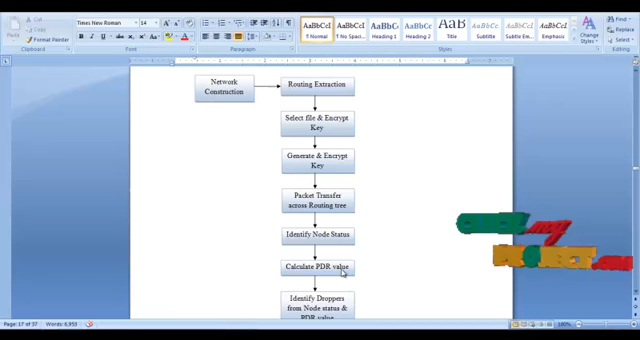 Times New Roman
14
Cut
Copy
Paste
Format Painter
Clipboard
Font
Paragraph
AaBbCcI
AaBbCcI
AaBbC
AaBbCc
AaB
AaBbCcI
AaBbCcI
AaBbCcI
¶ Normal
¶ No Spaci...
Heading 1
Heading 2
Title
Subtitle
Subtle Em...
Emphasis
Change
Styles
Styles
Find
Replace
Select
Editing
Network
Construction
Routing Extraction
Select file & Encrypt
Key
Generate & Encrypt
Key
Packet Transfer
across Routing tree
Identify Node Status
Calculate PDR value
Identify Droppers
from Node status &
PDR value
Page: 17 of 37
Words: 6,953